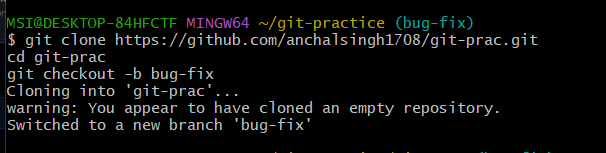 MSI@DESKTOP-84HFCTF MINGW64 ~/git-practice (bug-fix)
$ git clone https://github.com/anchalsingh1708/git-prac.git
cd git-prac
git checkout -b bug-fix
Cloning into 'git-prac'...
warning: You appear to have cloned an empty repository.
Switched to a new branch 'bug-fix'